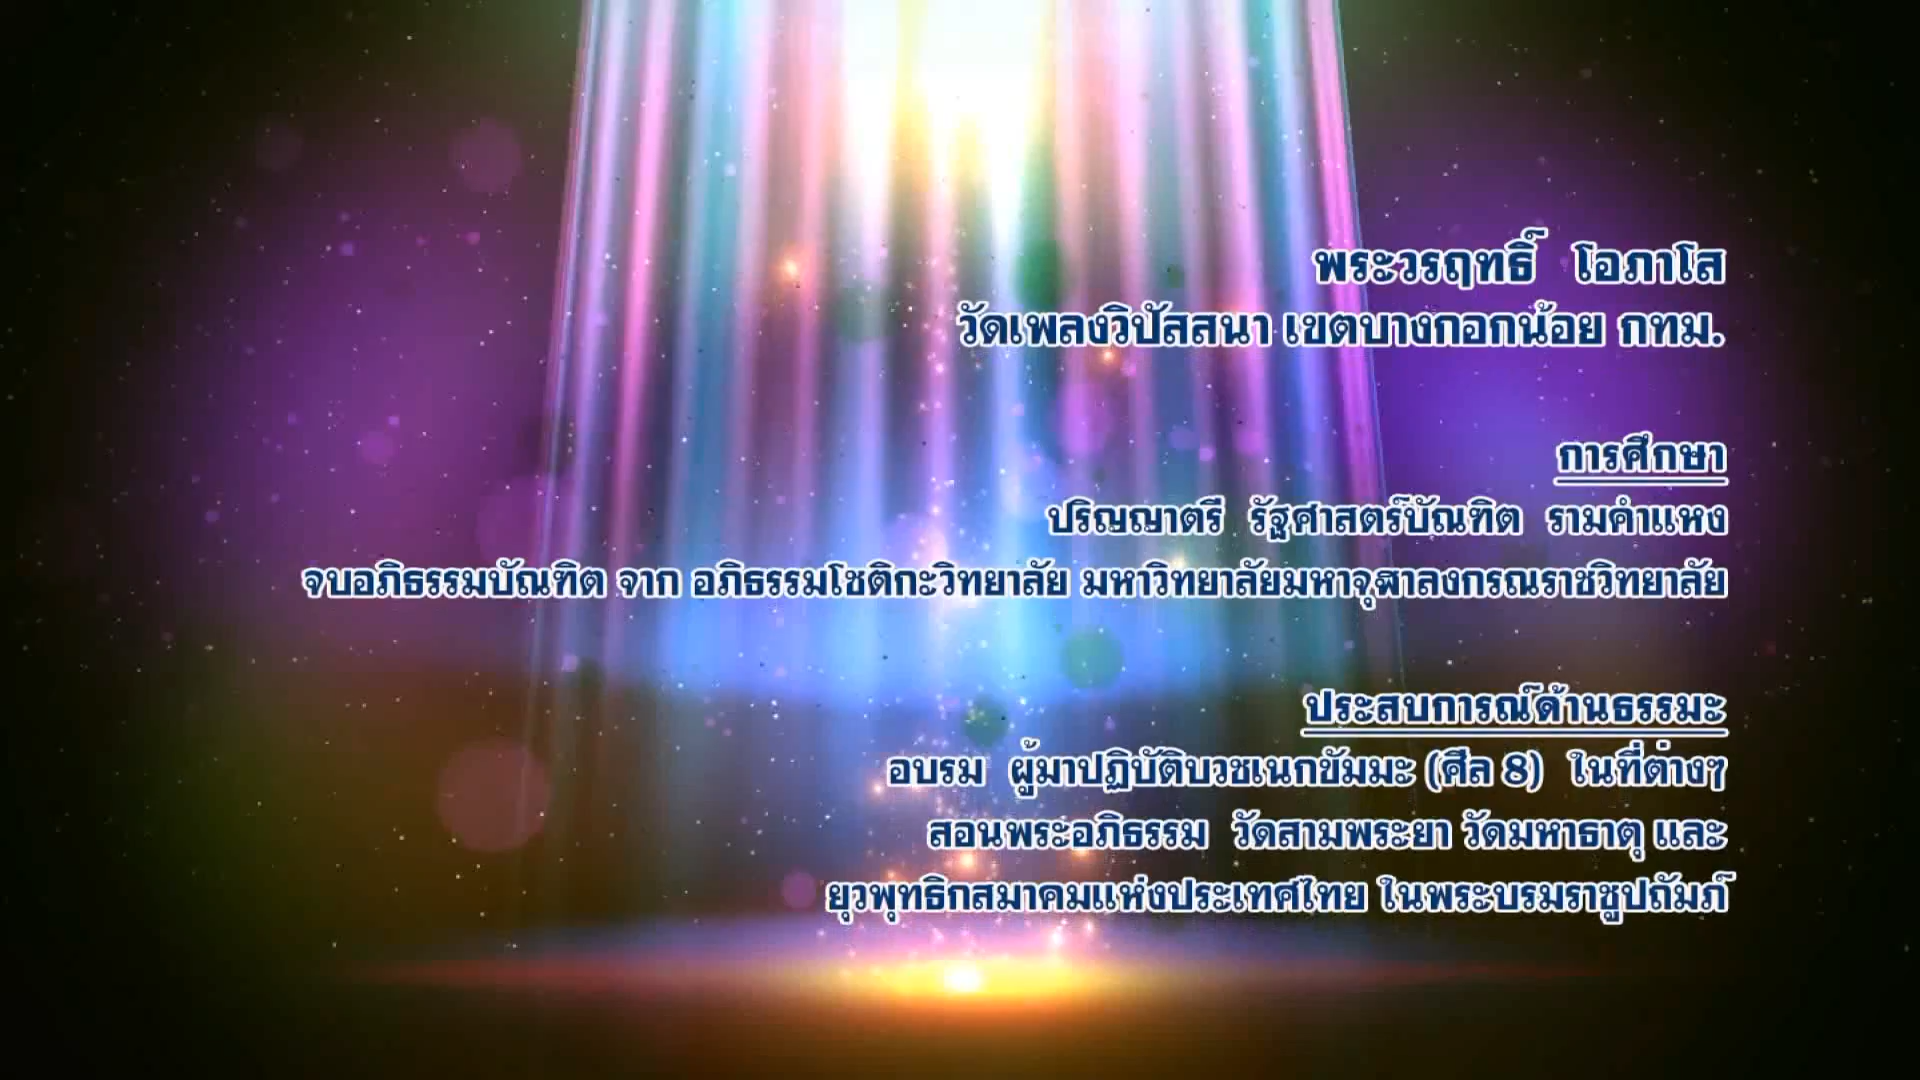 พระวรฤทธิ์ โอภาโส
วัดเพลงวิปัสสนา เขตบางกอกน้อย กทม.
การศึกษา
ปริญญาตรี รัฐศาสตร์บัณฑิต รามคำแหง
จบอภิธรรมบัณฑิต จาก อภิธรรมโชติกะวิทยาลัย มหาวิทยาลัยมหาจุฬาลงกรณราชวิทยาลัย
ประสบการณ์ด้านธรรมะ
อบรม ผู้มาปฏิบัติบวชเนกขัมมะ (ศีล 8) ในที่ต่างๆ
สอนพระอภิธรรม วัดสามพระยา วัดมหาธาตุ และ
ยุวพุทธิกสมาคมแห่งประเทศไทย ในพระบรมราชูปถัมภ์